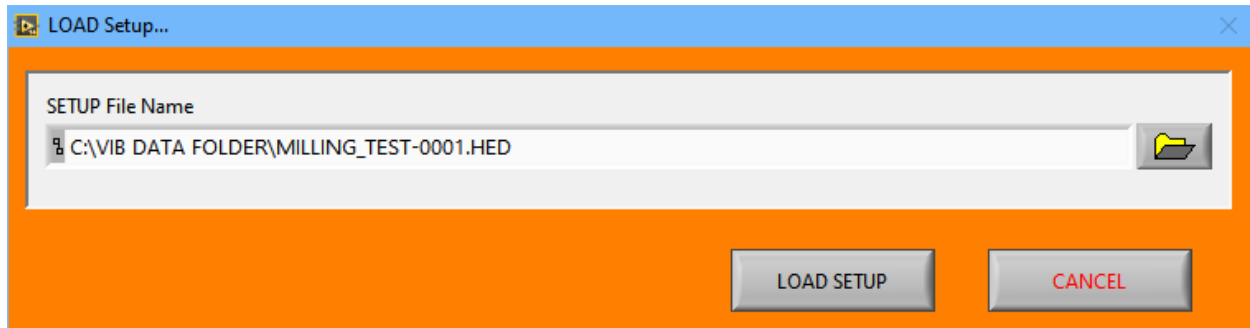 LOAD Setup...
SETUP File Name
C:\VIB DATA FOLDER\MILLING_TEST-0001.HED
LOAD SETUP
CANCEL